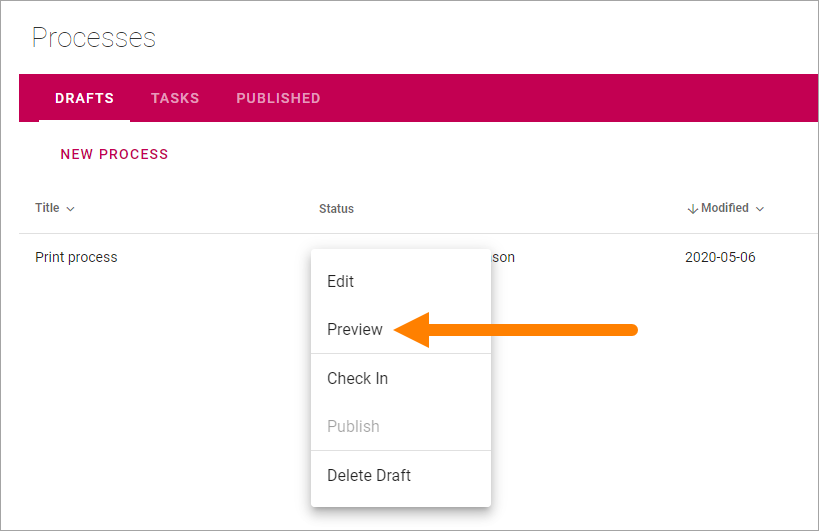 Processes
DRAFTS TASKS PUBLISHED
NEW PROCESS
Title Status Modified
Print process son 2020-05-06
Edit
Preview
Check In
Publish
Delete Draft